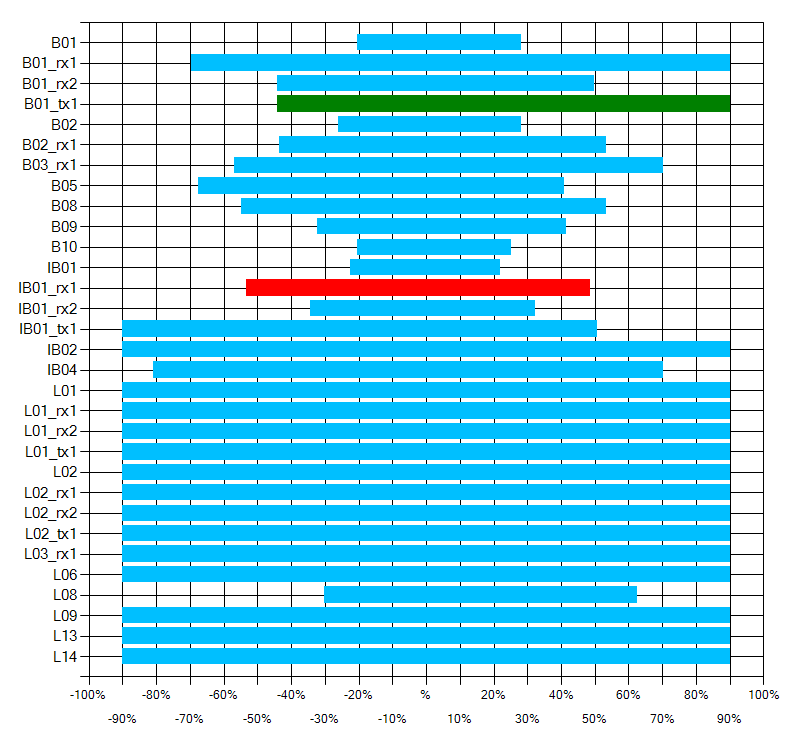 B01
B01_rx1
B01_rx2
B01_tx1
B02
B02_rx1
B03_rx1
B05
B08
B09
B10
IB01
IB01_rx1
IB01_rx2
IB01_tx1
IB02
IB04
L01
L01_rx1
L01_rx2
L01_tx1
L02
L02_rx1
L02_rx2
L02_tx1
L03_rx1
L06
L08
L09
L13
L14
-100% -80% -60% -40% -20% % 20% 40% 60% 80% 100%
-90% -70% -50% -30% -10% 10% 30% 50% 70% 90%